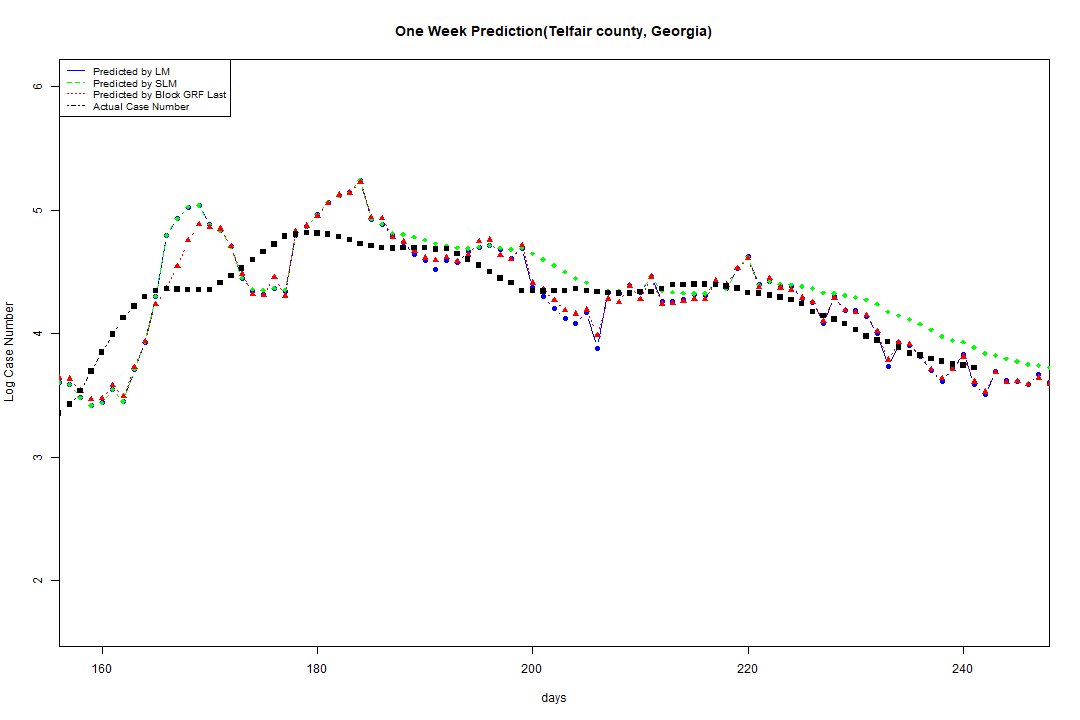 One Week Prediction(Telfair county, Georgia)
Predicted by LM
Predicted by SLM
Predicted by Block GRF Last
Actual Case Number
6
5
4
3
2
Log Case Number
160 180 200 220 240
days